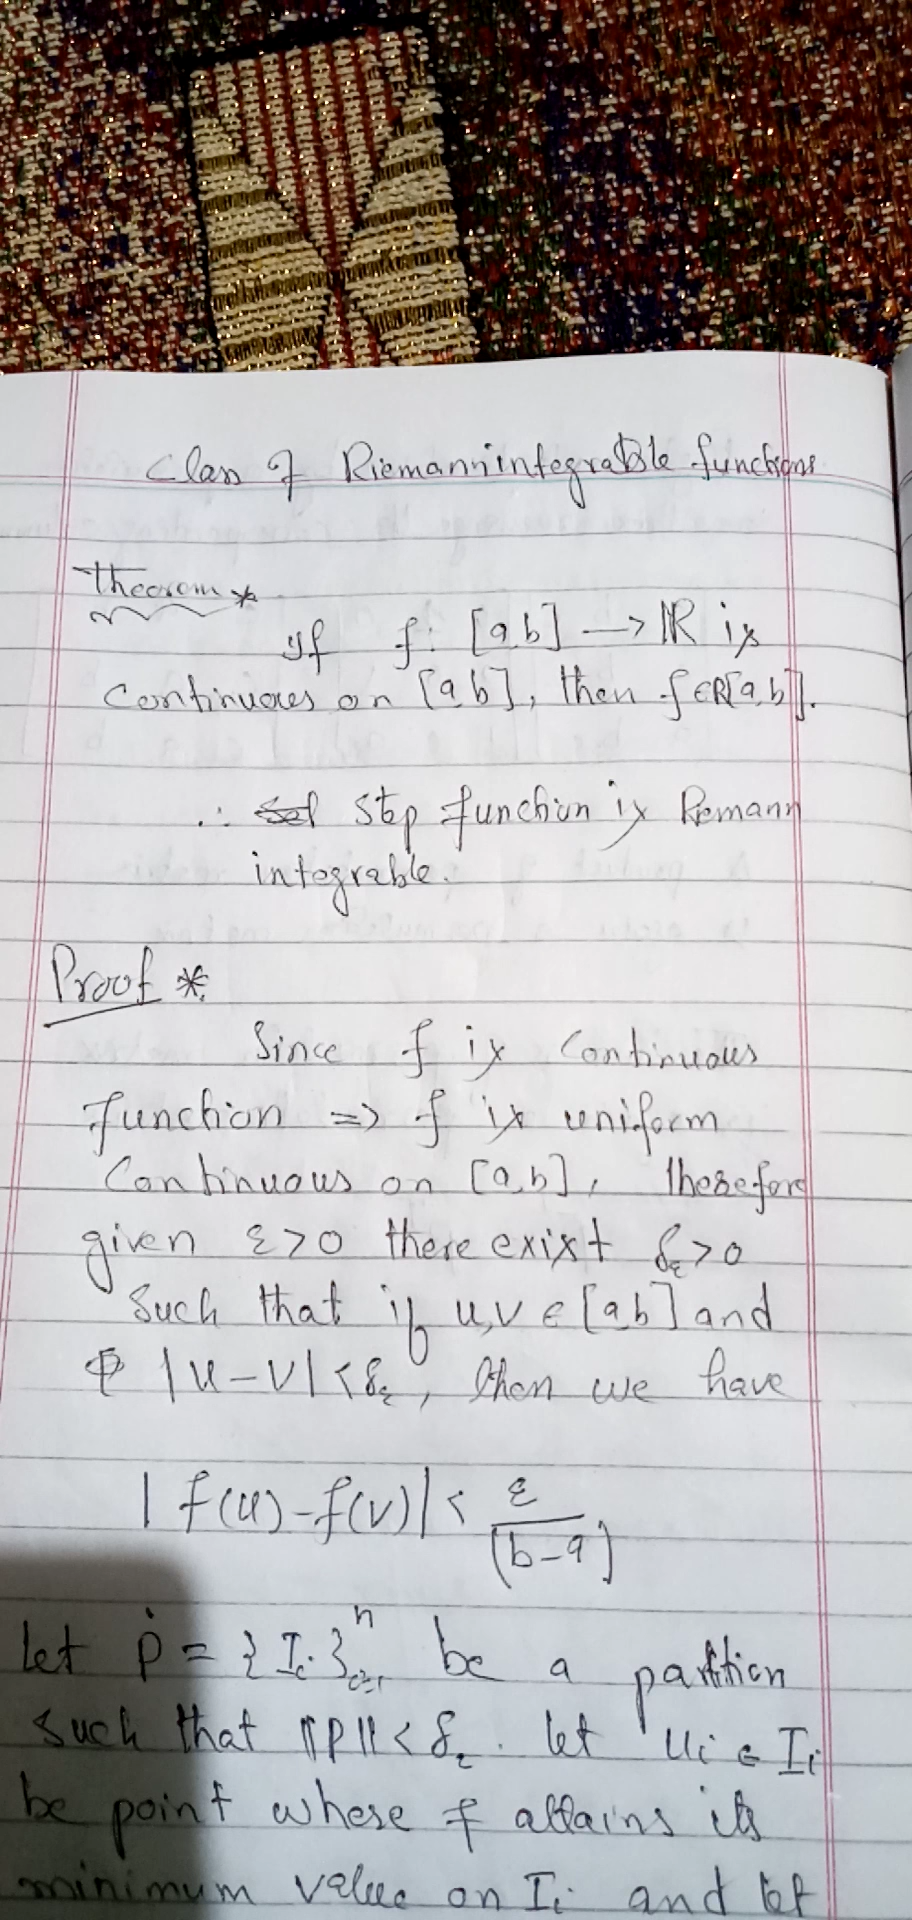 Class of Riemann integrable functions
Theorem *
If f: [a,b] → ℝ is
Continuous on [a,b], then f∈R[a,b].
∴ step function is Remann
integrable.
Proof *
Since f is Continuous
function => f is uniform
Continuous on [a,b], therefore
given ε>0 there exist δε>0
Such that if u,v ∈ [a,b] and
|u-v|<δε, then we have
|f(u)-f(v)| < ε/(b-a)
let Ṗ = {Ii}ⁿi=1 be a partition
such that ||P|| < δε. let ui ∈ Ii
be point where f attains its
minimum value on Ii and let